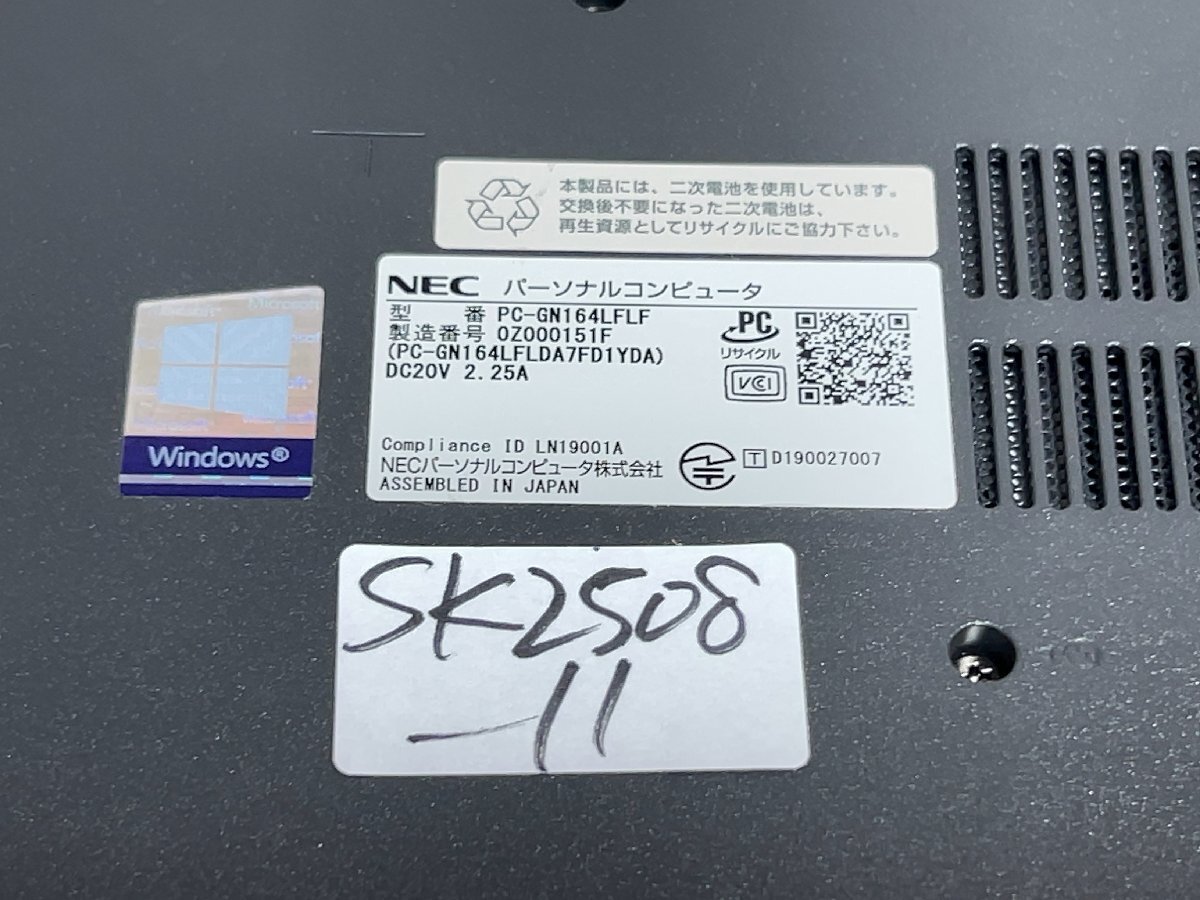 本製品には、二次電池を使用しています。
交換後不要になった二次電池は、
再生資源としてリサイクルにご協力下さい。
NEC パーソナルコンピュータ
型 番 PC-GN164LFLF
製造番号 0Z000151F
(PC-GN164LFLDA7FD1YDA)
DC20V 2.25A
PC
リサイクル
VCI
Compliance ID LN19001A
NECパーソナルコンピュータ株式会社
ASSEMBLED IN JAPAN
T D190027007
Microsoft
Windows®
SK2508
-11